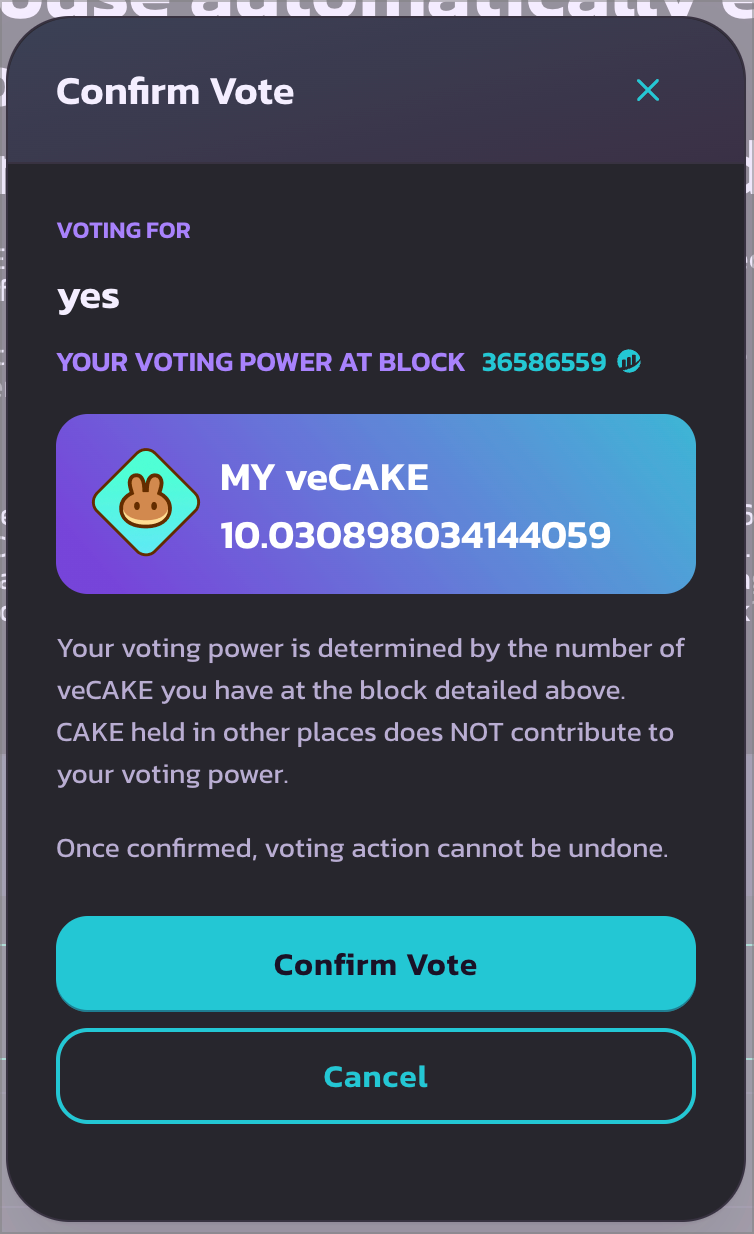 ouse automatically e
Confirm Vote
VOTING FOR
yes
YOUR VOTING POWER AT BLOCK 36586559
MY veCAKE
10.030898034144059
Your voting power is determined by the number of
veCAKE you have at the block detailed above.
CAKE held in other places does NOT contribute to
your voting power.
Once confirmed, voting action cannot be undone.
Confirm Vote
Cancel